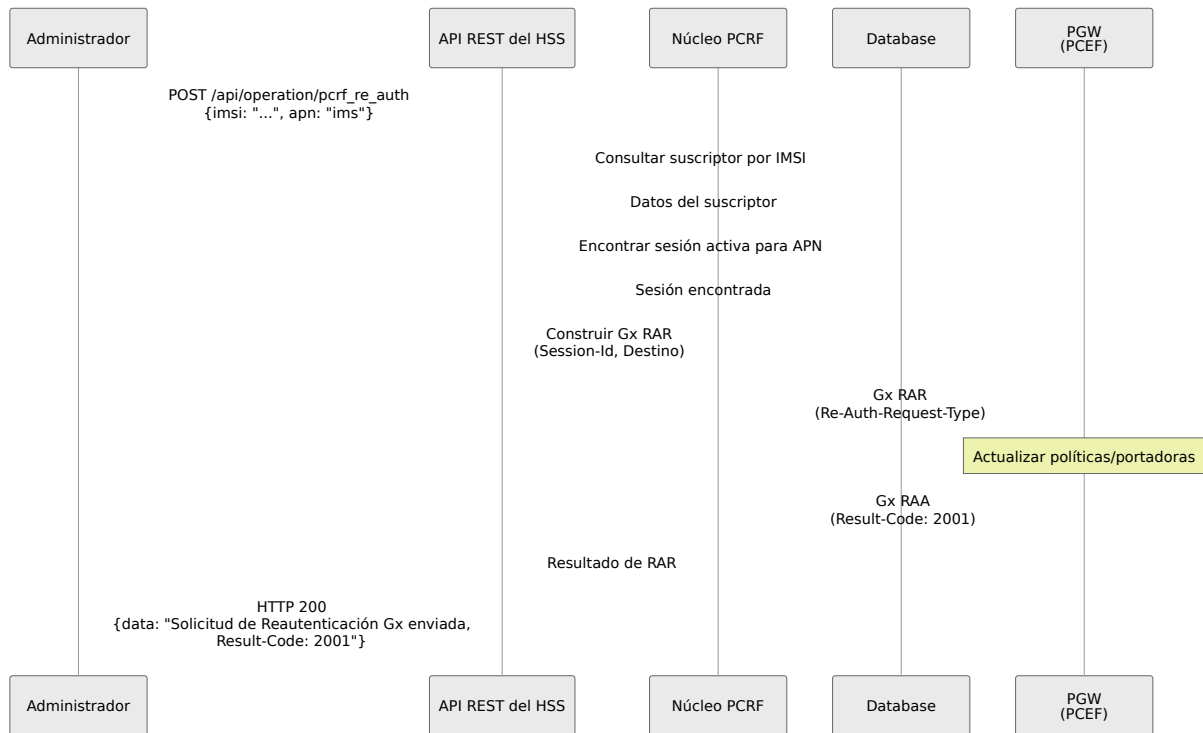 Administrador
API REST del HSS
Núcleo PCRF
Database
PGW
(PCEF)
POST /api/operation/pcrf_re_auth
{imsi: "...", apn: "ims"}
Consultar suscriptor por IMSI
Datos del suscriptor
Encontrar sesión activa para APN
Sesión encontrada
Construir Gx RAR
(Session-Id, Destino)
Gx RAR
(Re-Auth-Request-Type)
Actualizar políticas/portadoras
Gx RAA
(Result-Code: 2001)
Resultado de RAR
HTTP 200
{data: "Solicitud de Reautenticación Gx enviada,
Result-Code: 2001"}
Administrador
API REST del HSS
Núcleo PCRF
Database
PGW
(PCEF)